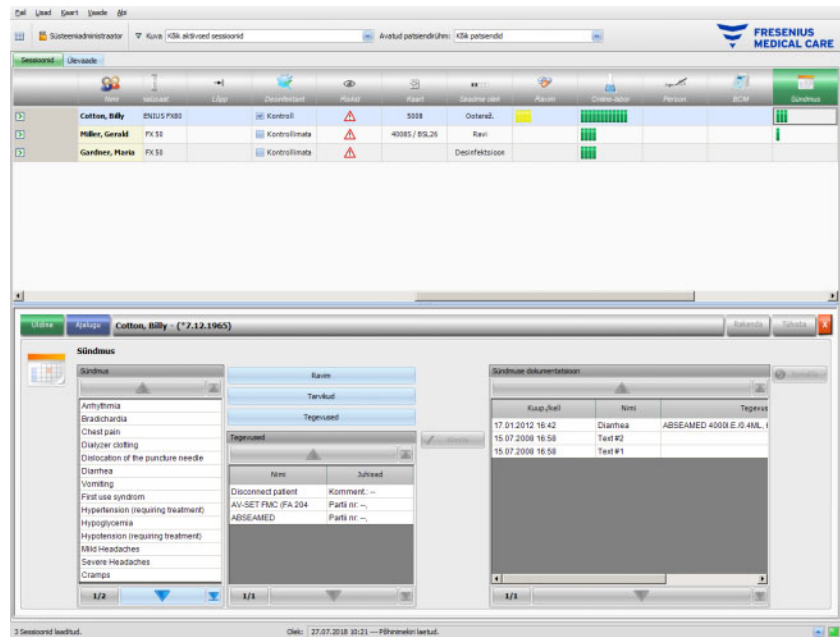 Fail Lisad Kaart Vaade Abi
Süsteemiadministraator Kuva Kõik aktiivsed sessioonid Avatud patsiendirühm: Kõik patsiendid
FRESENIUS
MEDICAL CARE
Sessioonid Ülevaade
Nimi Lõpp Desinfektant Märkid Kaart Seadme olek Ravim Online-labor Person. BCM Sündmus
Cotton, Billy ENIUS FX80 Kontroll 5008 Ooterež.
Miller, Gerald FX 50 Kontrollimata 4008S / BSL26 Ravi
Gardner, Maria FX 50 Kontrollimata Desinfektsioon
Üldine Ajalugu Cotton, Billy - (*7.12.1965) Rakenda Tühista X
Sündmus
Sündmus
Arrhythmia
Bradichardia
Chest pain
Dialyzer clotting
Dislocation of the puncture needle
Diarrhea
Vomiting
First use syndrom
Hypertension (requiring treatment)
Hypoglycemia
Hypotension (requiring treatment)
Mild Headaches
Severe Headaches
Cramps
1/2
Ravim
Tarvikud
Tegevused
Tegevused
Nimi Juhised
Disconnect patient Komment.: --
AV-SET FMC (FA 204 Partii nr: --,
ABSEAMED Partii nr: --,
1/1
Sündmuse dokumentatsioon
Kuup./kell Nimi Tegevus
17.01.2012 16:42 Diarrhea ABSEAMED 4000I.E./0.4ML,
15.07.2008 16:58 Text #2
15.07.2008 16:58 Text #1
1/1
3 Sessioonid laaditud. Olek: 27.07.2018 10:21 --- Põhinimekiri laetud.